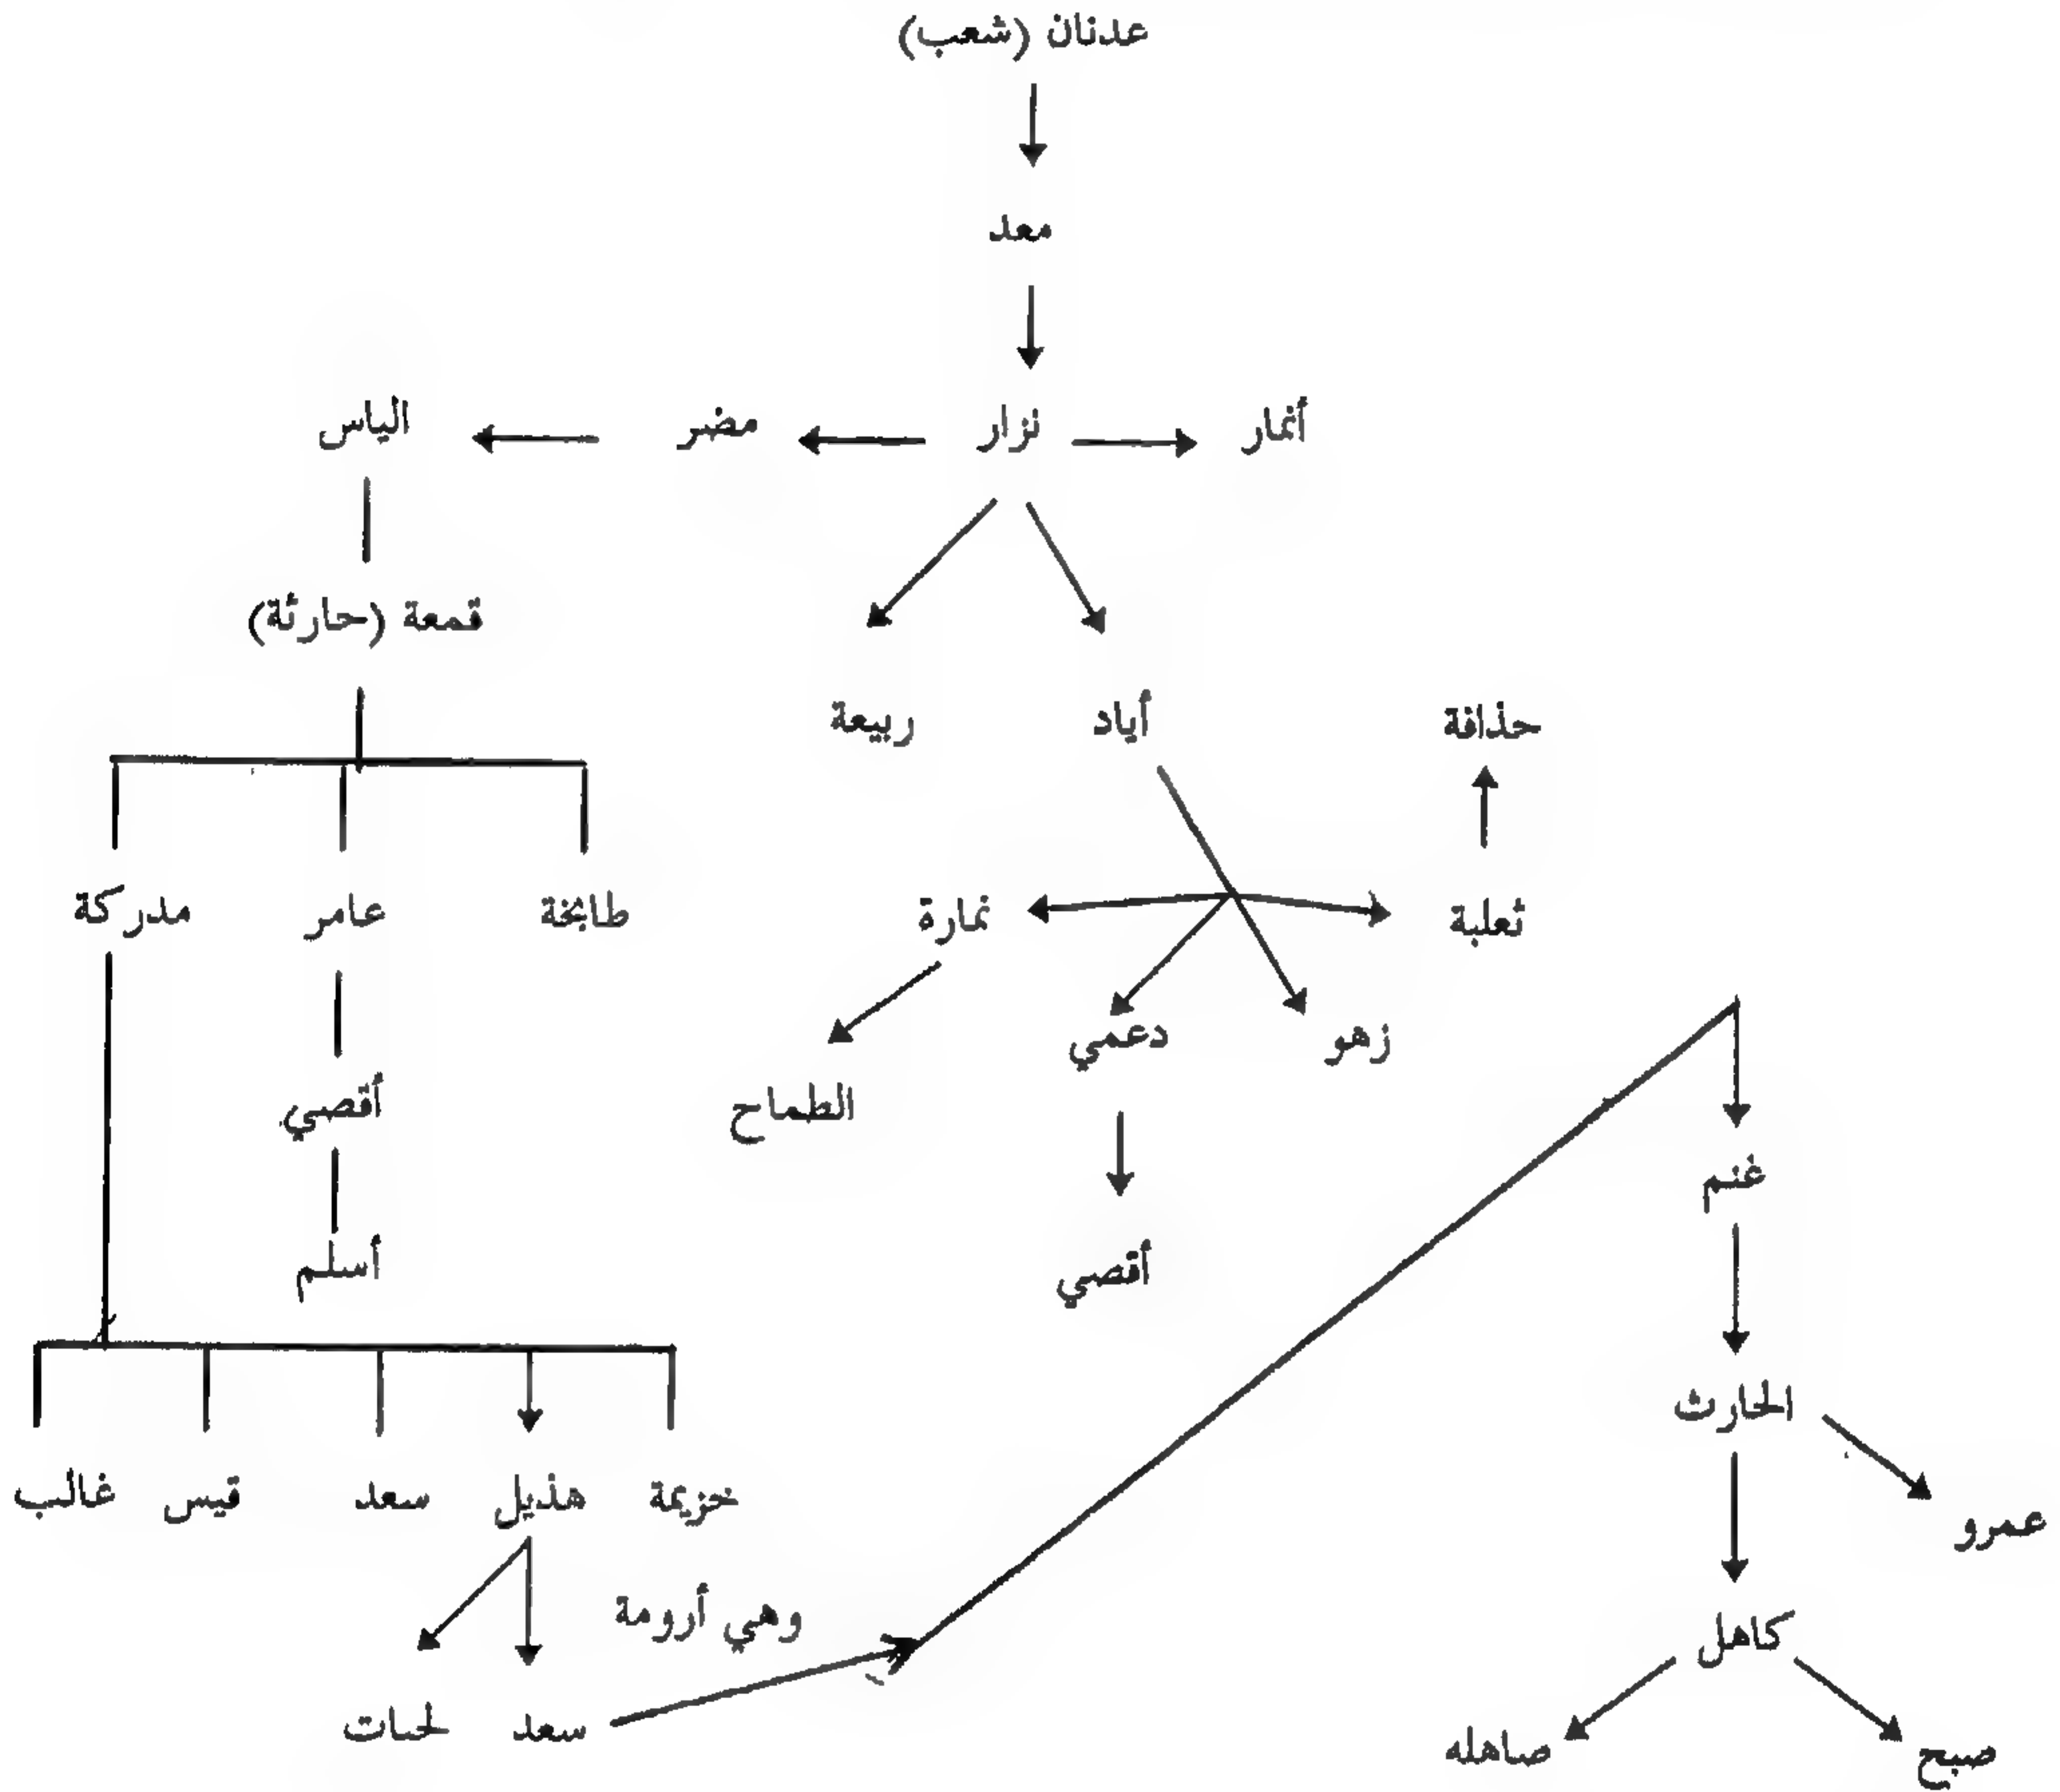 عدنان (شعب)
معد
أنمار
نزار
مضر
الياس
قمعة (حارثة)
حذافة
أياد
ربيعة
ثعلبة
نمارة
طابخة
عامر
مدركة
زهو
دعمي
الطماح
أقصي
غنم
أقصي
أسلم
الحارث
خزيمة
هذيل
سعد
قيس
غالب
عمرو
وهي أرومة
كاهل
سعد
لحات
صبح
صاهله